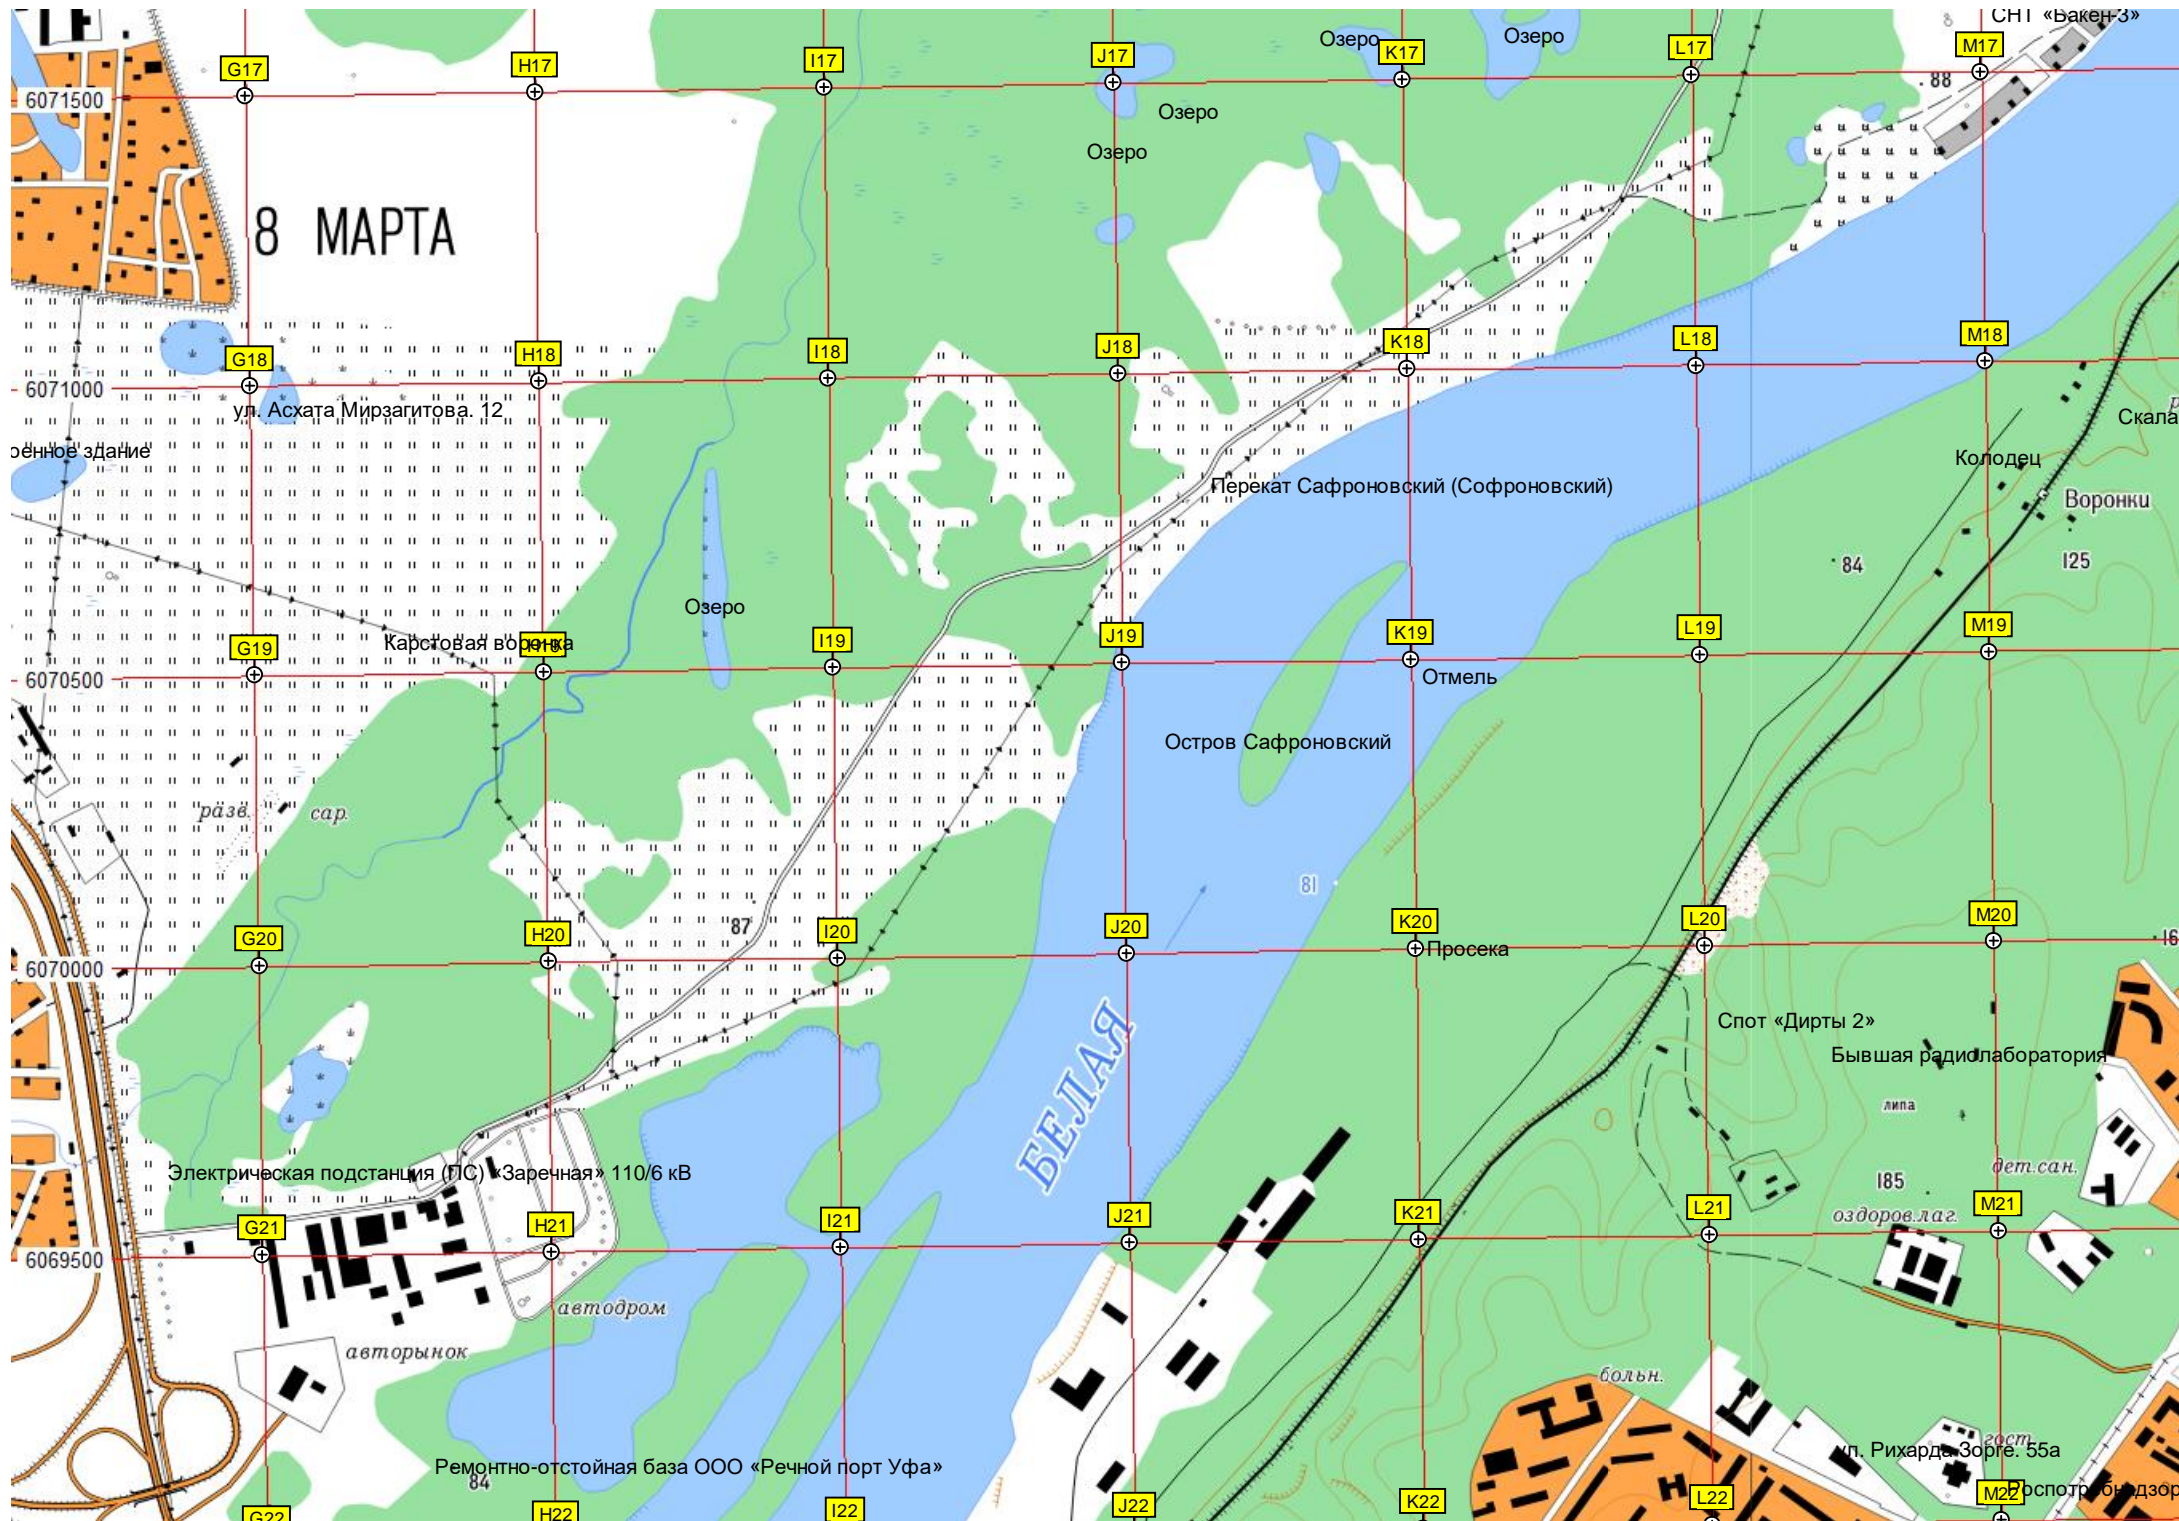 СНТ «Бакен-3»
Озеро
Озеро
G17
H17
I17
J17
K17
L17
M17
6071500
88
Озеро
Озеро
8 МАРТА
G18
H18
I18
J18
K18
L18
M18
6071000
ул. Асхата Мирзагитова. 12
Скала
оенное здание
Колодец
Перекат Сафроновский (Софроновский)
Воронки
84
125
Озеро
Карстовая воронка
G19
I19
J19
K19
L19
M19
6070500
Отмель
Остров Сафроновский
разв.
сар.
81
87
G20
H20
I20
J20
K20
L20
M20
Просека
16
6070000
Спот «Дирты 2»
БЕЛАЯ
Бывшая радиолаборатория
липа
Электрическая подстанция (ПС) «Заречная» 110/6 кВ
дет.сан.
185
G21
H21
I21
J21
K21
L21
M21
оздоров.лаг.
6069500
автодром
авторынок
больн.
гост.
ул. Рихарда Зорге. 55а
Ремонтно-отстойная база ООО «Речной порт Уфа»
84
G22
H22
I22
J22
K22
L22
M22
Роспотребнадзор